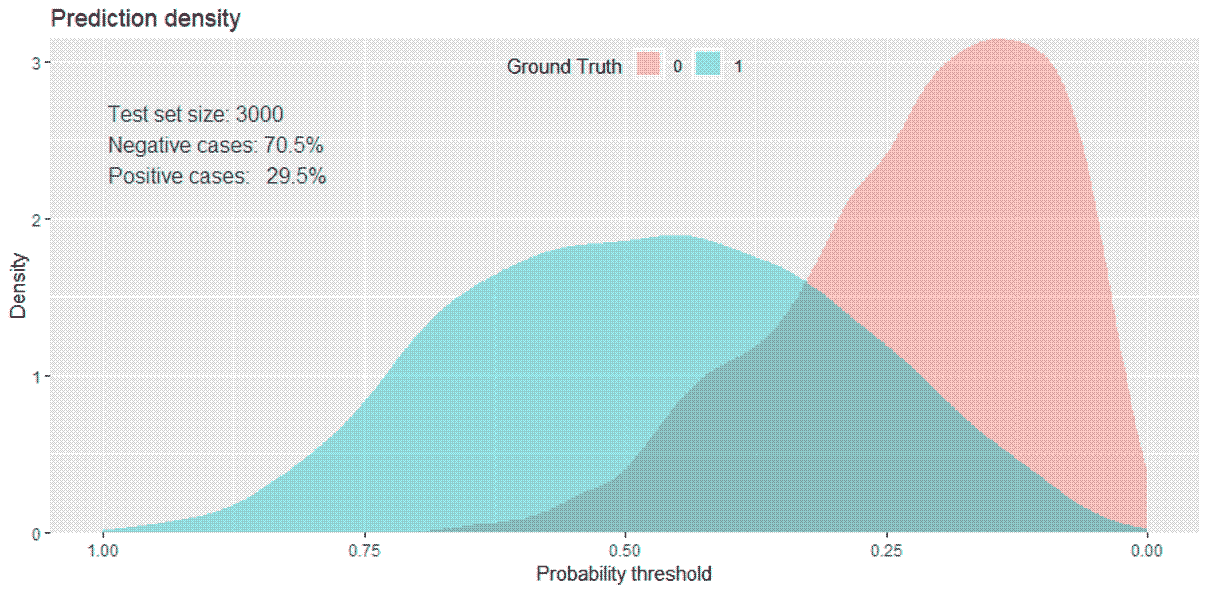 Prediction density
Ground Truth 0 1
Test set size: 3000
Negative cases: 70.5%
Positive cases: 29.5%
Density
3
2
1
0
1.00 0.75 0.50 0.25 0.00
Probability threshold